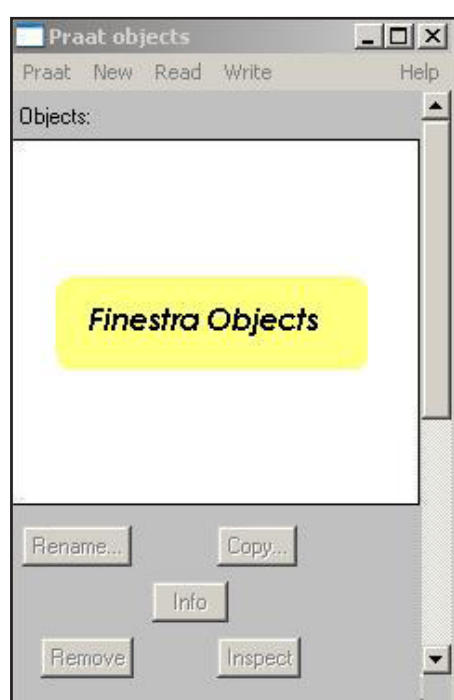 Praat objects
Praat New Read Write Help
Objects:
Finestra Objects
Rename... Copy...
Info
Remove Inspect